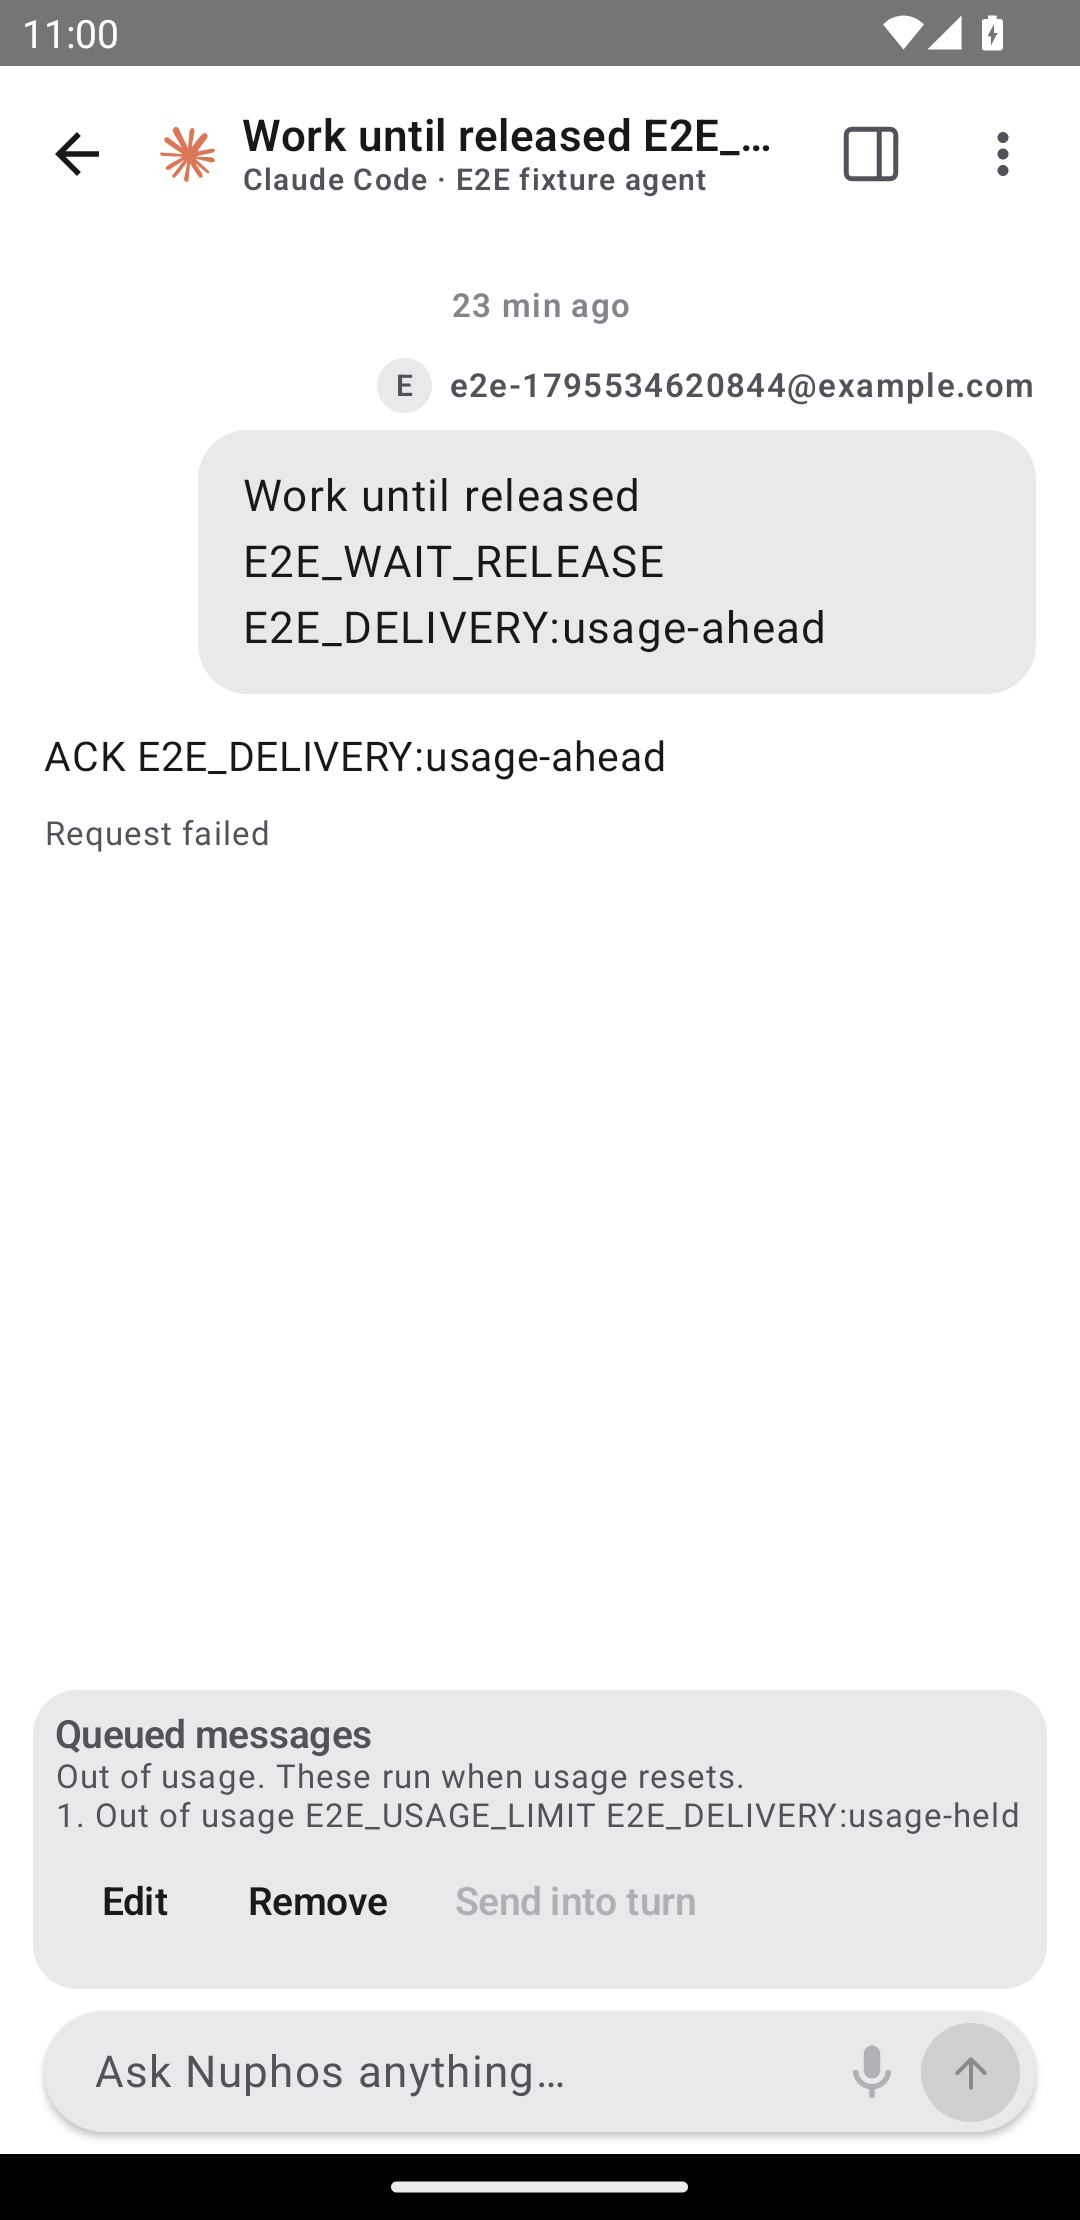 11:00
Work until released E2E_...
Claude Code · E2E fixture agent
23 min ago
E e2e-1795534620844@example.com
Work until released
E2E_WAIT_RELEASE
E2E_DELIVERY:usage-ahead
ACK E2E_DELIVERY:usage-ahead
Request failed
Queued messages
Out of usage. These run when usage resets.
1. Out of usage E2E_USAGE_LIMIT E2E_DELIVERY:usage-held
Edit Remove Send into turn
Ask Nuphos anything...